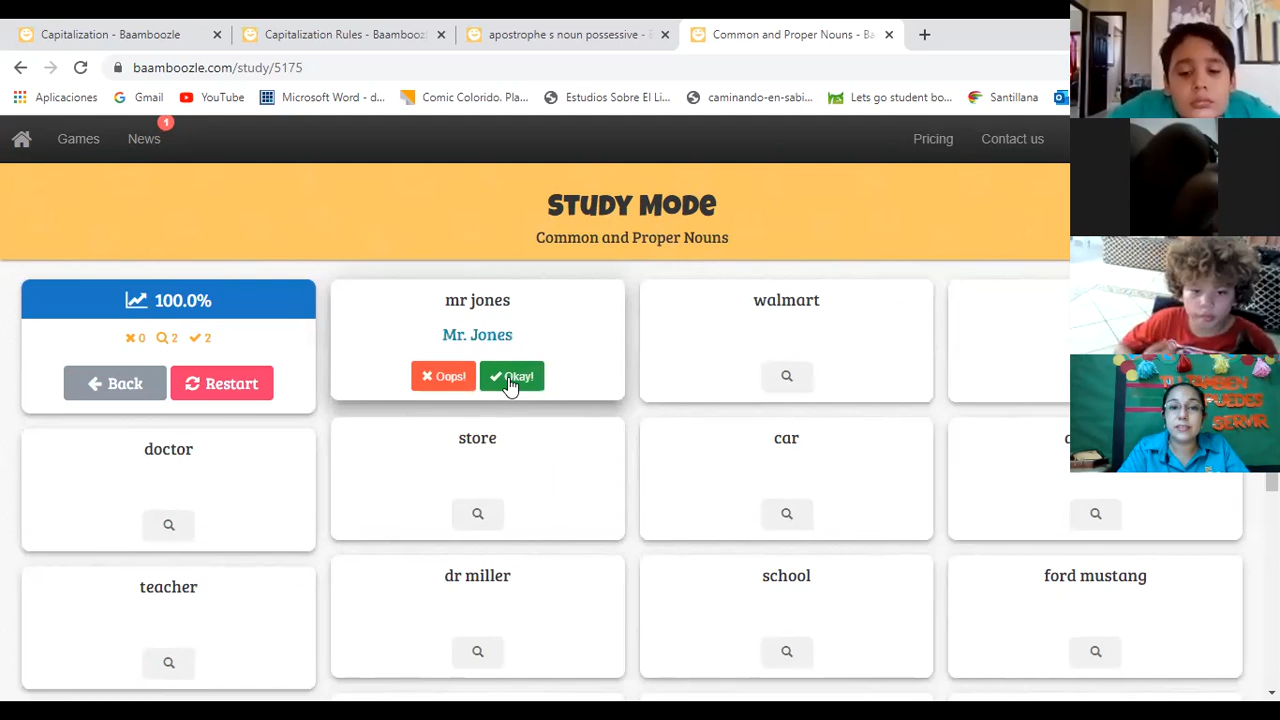 Capitalization - Baamboozle
Capitalization Rules - Baambooz
apostrophe s noun possessive - E
Common and Proper Nouns - Ba
baamboozle.com/study/5175
Aplicaciones
Gmail
YouTube
Microsoft Word - d...
Comic Colorido. Pla...
Estudios Sobre El Li...
caminando-en-sabi...
Lets go student bo...
Santillana
Games
News
1
Pricing
Contact us
STUDY MODE
Common and Proper Nouns
100.0%
0
2
2
Back
Restart
mr jones
Mr. Jones
Oops!
Okay!
walmart
doctor
store
car
teacher
dr miller
school
ford mustang
PUEDES
SERVIR